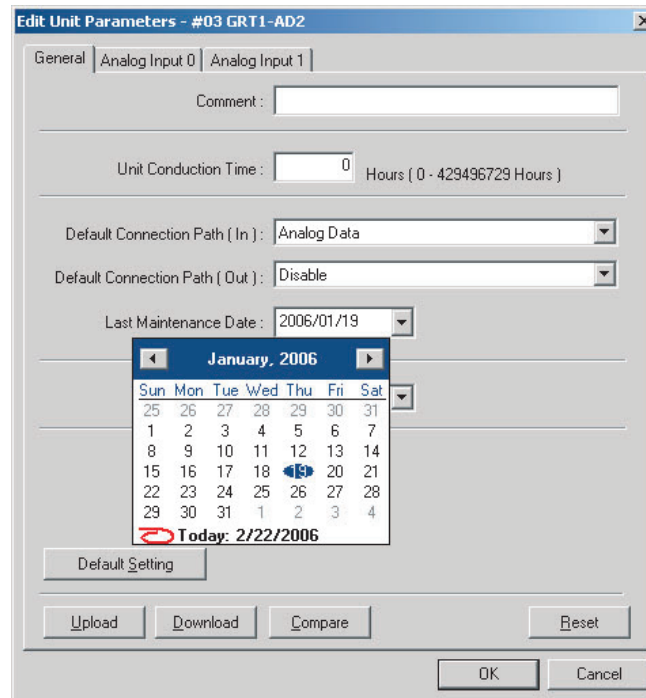 Edit Unit Parameters - #03 GRT1-AD2
General Analog Input 0 Analog Input 1
Comment :
Unit Conduction Time : 0 Hours ( 0 - 429496729 Hours )
Default Connection Path ( In ) : Analog Data
Default Connection Path ( Out ) : Disable
Last Maintenance Date : 2006/01/19
January, 2006
Sun Mon Tue Wed Thu Fri Sat
25 26 27 28 29 30 31
1 2 3 4 5 6 7
8 9 10 11 12 13 14
15 16 17 18 19 20 21
22 23 24 25 26 27 28
29 30 31 1 2 3 4
Today: 2/22/2006
Default Setting
Upload Download Compare Reset
OK Cancel